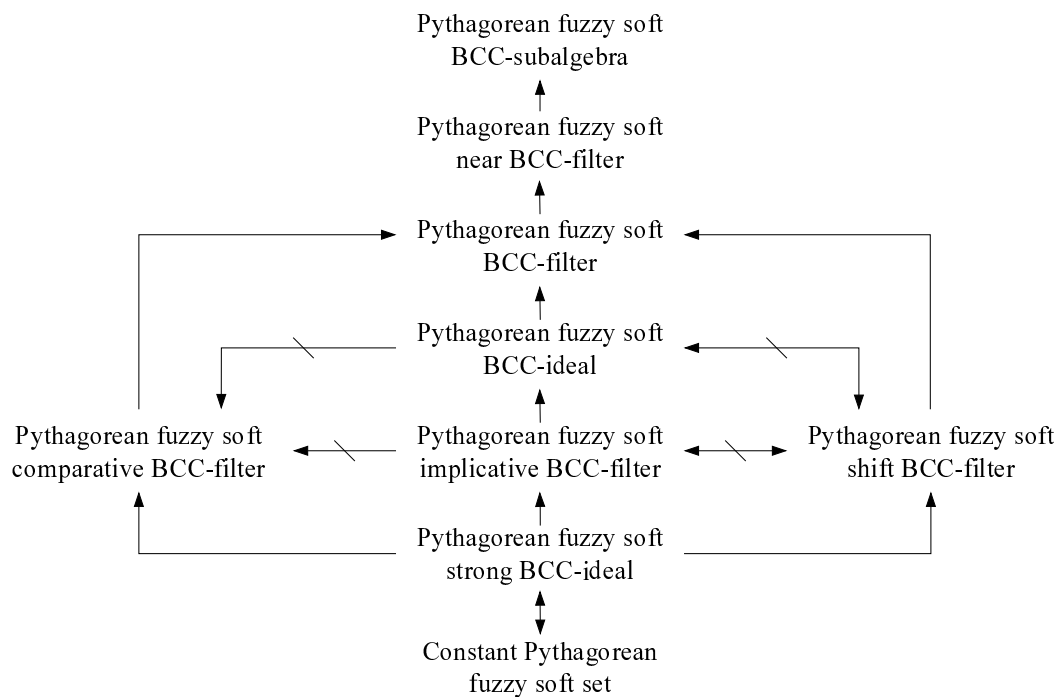 Pythagorean fuzzy soft
BCC-subalgebra
Pythagorean fuzzy soft
near BCC-filter
Pythagorean fuzzy soft
BCC-filter
Pythagorean fuzzy soft
BCC-ideal
Pythagorean fuzzy soft
comparative BCC-filter
Pythagorean fuzzy soft
implicative BCC-filter
Pythagorean fuzzy soft
shift BCC-filter
Pythagorean fuzzy soft
strong BCC-ideal
Constant Pythagorean
fuzzy soft set